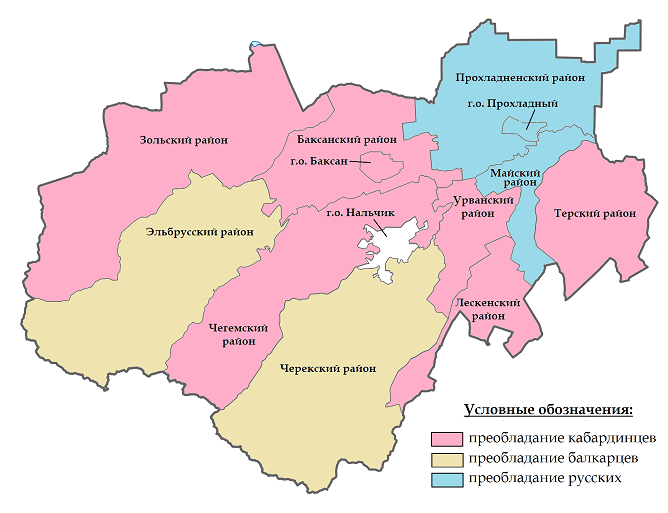 Прохладненский район
г.о. Прохладный
Зольский район
Баксанский район
г.о. Баксан
Майский
район
Урванский
район
г.о. Нальчик
Терский район
Эльбрусский район
Лескенский
район
Чегемский
район
Черекский район
Условные обозначения:
преобладание кабардинцев
преобладание балкарцев
преобладание русских